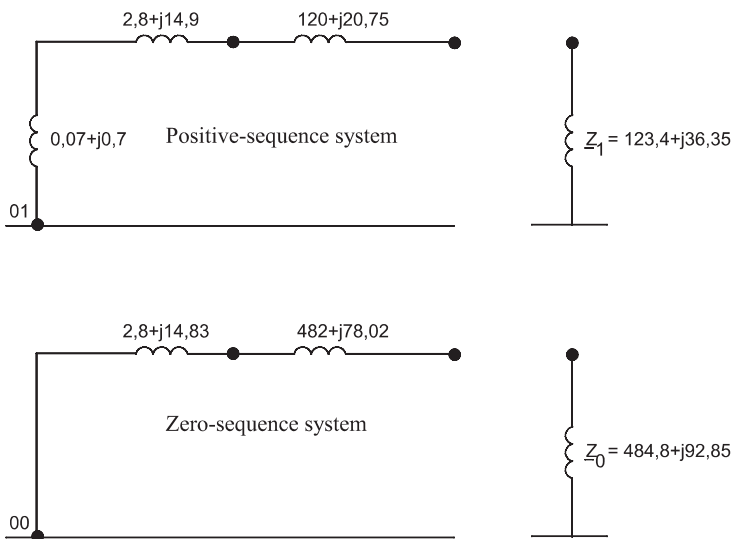 2,8+j14,9
120+j20,75
0,07+j0,7
Positive-sequence system
Z1 = 123,4+j36,35
01
2,8+j14,83
482+j78,02
Zero-sequence system
Z0 = 484,8+j92,85
00